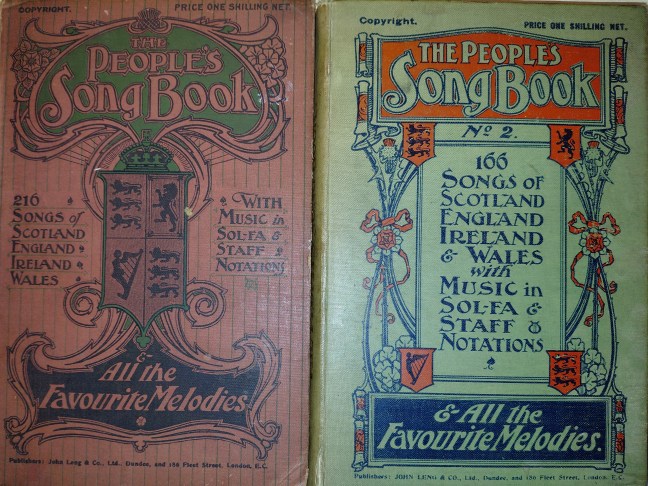 COPYRIGHT.
PRICE ONE SHILLING NET.
THE
PEOPLE'S
SONG BOOK
216
SONGS of
SCOTLAND
ENGLAND
IRELAND &
WALES
WITH
MUSIC in
SOL-FA &
STAFF
NOTATIONS
& All the
Favourite Melodies
Publishers: John Leng & Co., Ltd., Dundee, and 186 Fleet Street, London, E.C.
Copyright.
PRICE ONE SHILLING NET.
THE PEOPLES
SONG BOOK
No 2.
166
SONGS OF
SCOTLAND
ENGLAND
IRELAND
& WALES
with
MUSIC in
SOL-FA &
STAFF &
NOTATIONS
& All the
Favourite Melodies.
Publishers: JOHN LENG & CO., Ltd., Dundee, and 186 Fleet Street, London, E.C.